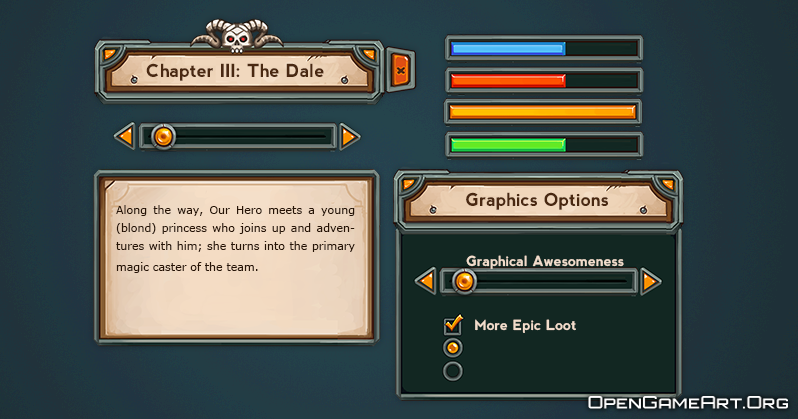 Chapter III: The Dale
Along the way, Our Hero meets a young
(blond) princess who joins up and adven-
tures with him; she turns into the primary
magic caster of the team.
Graphics Options
Graphical Awesomeness
More Epic Loot
OpenGameArt.Org